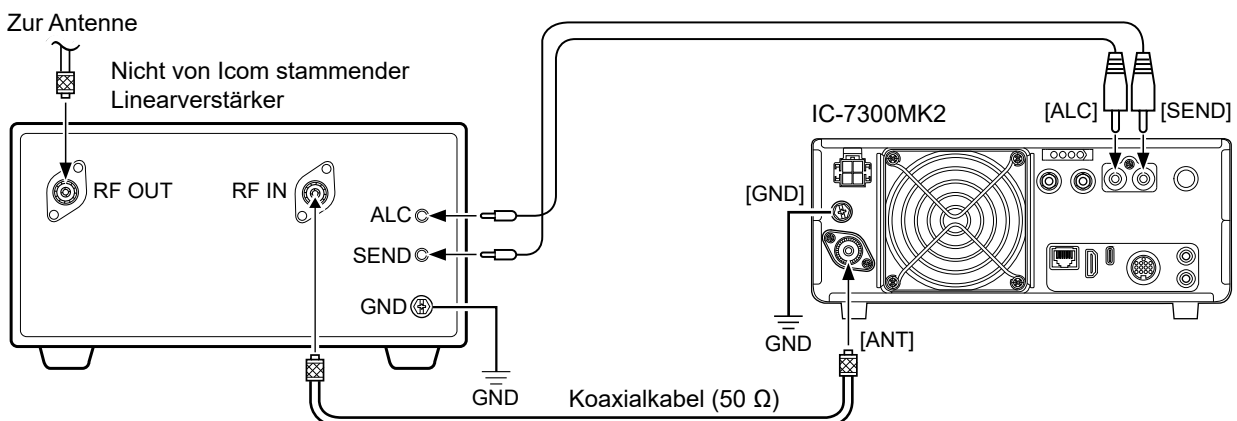 Zur Antenne
Nicht von Icom stammender
Linearverstärker
IC-7300MK2
[ALC]
[SEND]
RF OUT
RF IN
[GND]
ALC
SEND
GND
GND
[ANT]
GND
Koaxialkabel (50 Ω)